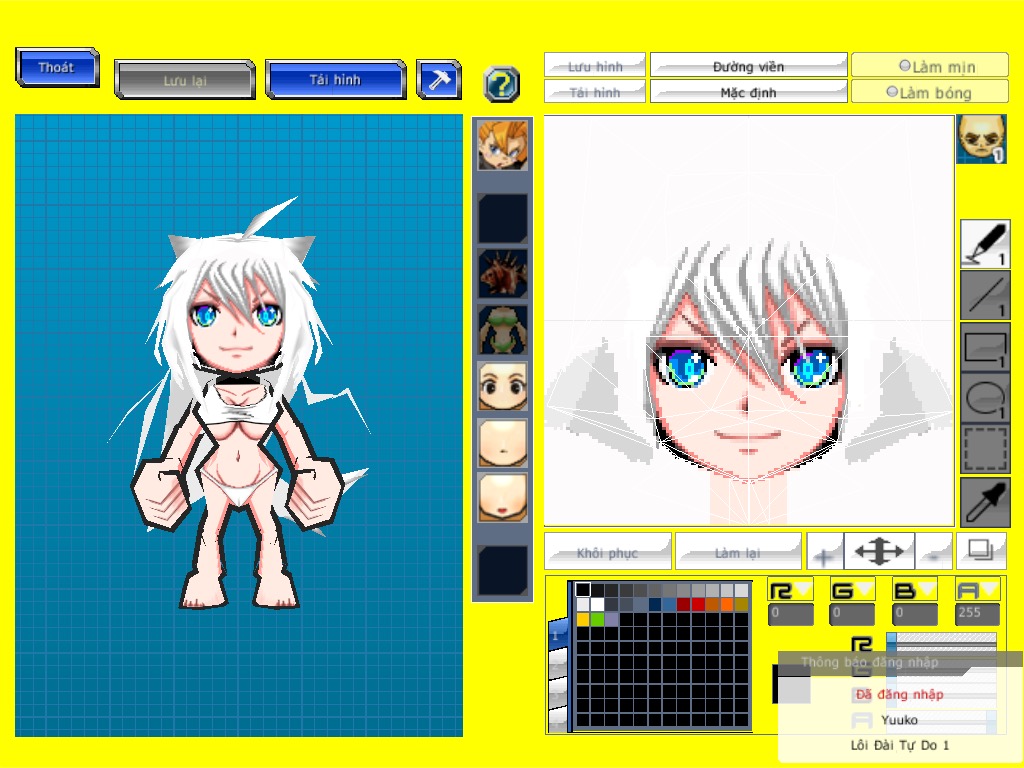 Thoát
Lưu lại
Tải hình
?
Lưu hình
Đường viền
Làm mịn
Tải hình
Mặc định
Làm bóng
1
1
1
1
1
Khôi phục
Làm lại
+
-
R G B A
0 0 0 255
1
R
Thông báo đăng nhập
Đã đăng nhập
A
Yuuko
Lôi Đài Tự Do 1